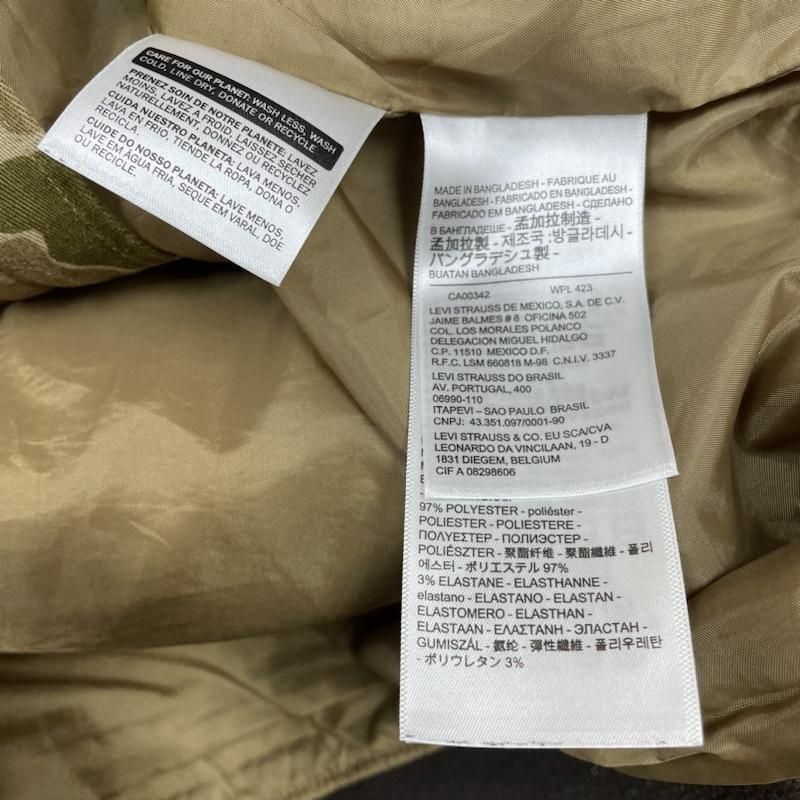 CARE FOR OUR PLANET: WASH LESS, WASH
COLD, LINE DRY, DONATE OR RECYCLE
PRENEZ SOIN DE NOTRE PLANETE: LAVEZ
MOINS, LAVEZ A FROID, LAISSEZ SÉCHER
NATURELLEMENT, DONNEZ OU RECYCLEZ
CUIDA NUESTRO PLANETA: LAVA MENOS,
LAVA EN FRIO, TIENDE LA ROPA, DONA O
RECICLA.
CUIDE DO NOSSO PLANETA: LAVE MENOS,
LAVE EM ÁGUA FRIA, SEQUE EM VARAL, DOE
OU RECICLE.
MADE IN BANGLADESH - FABRIQUE AU
BANGLADESH - FABRICADO EN BANGLADESH -
FABRICADO EM BANGLADESH - СДЕЛАНО
В БАНГЛАДЕШЕ - 孟加拉制造 -
孟加拉製 - 제조국 :방글라데시 -
バングラデシュ製 -
BUATAN BANGLADESH
CA00342 WPL 423
LEVI STRAUSS DE MEXICO, S.A. DE C.V.
JAIME BALMES # 8 OFICINA 502
COL. LOS MORALES POLANCO
DELEGACION MIGUEL HIDALGO
C.P. 11510 MEXICO D.F.
R.F.C. LSM 660818 M-98 C.N.I.V. 3337
LEVI STRAUSS DO BRASIL
AV. PORTUGAL, 400
06990-110
ITAPEVI – SAO PAULO BRASIL
CNPJ: 43.351.097/0001-90
LEVI STRAUSS & CO. EU SCA/CVA
LEONARDO DA VINCILAAN, 19 - D
1831 DIEGEM, BELGIUM
CIF A 08298606
97% POLYESTER - poliéster -
POLIESTER - POLIESTERE -
ПОЛУЕСТЕР - ПОЛИЭСТЕР -
POLIÉSZTER - 聚酯纤维 - 聚酯纖維 - 폴리
에스터 - ポリエステル 97%
3% ELASTANE - ELASTHANNE -
elastano - ELASTANO - ELASTAN -
ELASTOMERO - ELASTHAN -
ELASTAAN - ΕΛΑΣΤΑΝΗ - ЭЛАСТАН -
GUMISZÁL - 氨纶 - 彈性纖維 - 폴리우레탄
- ポリウレタン 3%